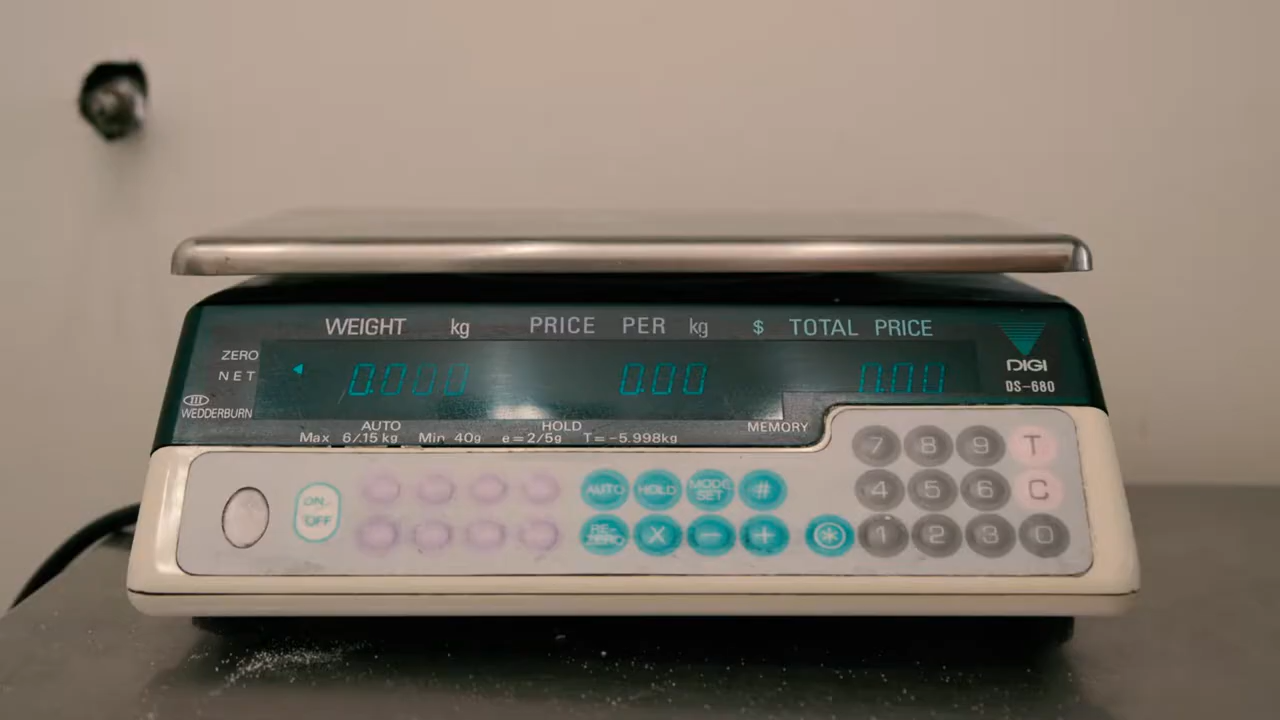 WEIGHT kg PRICE PER kg $ TOTAL PRICE
ZERO
NET
0.000 0.00 0.00
DIGI
DS-680
WEDDERBURN
AUTO HOLD MEMORY
Max 6/15 kg Min 40g e=2/5g T=-5.998kg
7 8 9 T
ON
OFF
AUTO HOLD MODE SET #
4 5 6 C
RE-ZERO X - + * 1 2 3 0